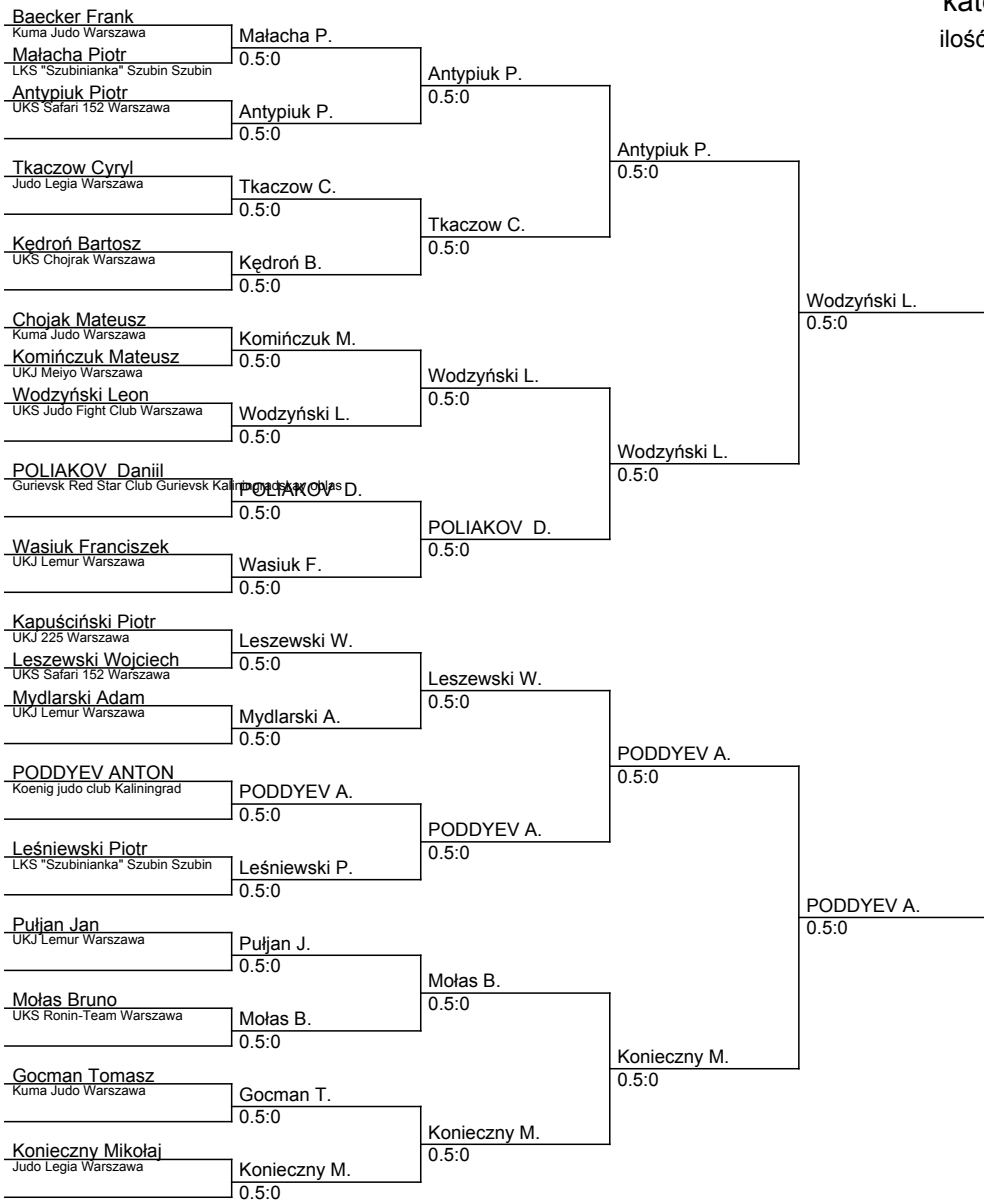 kate
ilość
Baecker Frank
Kuma Judo Warszawa
Małacha P.
0.5:0
Małacha Piotr
LKS "Szubinianka" Szubin Szubin
Antypiuk P.
0.5:0
Antypiuk Piotr
UKS Safari 152 Warszawa
Antypiuk P.
0.5:0
Antypiuk P.
0.5:0
Tkaczow Cyryl
Judo Legia Warszawa
Tkaczow C.
0.5:0
Tkaczow C.
0.5:0
Kędroń Bartosz
UKS Chojrak Warszawa
Kędroń B.
0.5:0
Wodzyński L.
0.5:0
Chojak Mateusz
Kuma Judo Warszawa
Komińczuk M.
0.5:0
Komińczuk Mateusz
UKJ Meiyo Warszawa
Wodzyński L.
0.5:0
Wodzyński Leon
UKS Judo Fight Club Warszawa
Wodzyński L.
0.5:0
Wodzyński L.
0.5:0
POLIAKOV  Daniil
Gurievsk Red Star Club Gurievsk Kaliningradskay oblas
POLIAKOV  D.
0.5:0
POLIAKOV  D.
0.5:0
Wasiuk Franciszek
UKJ Lemur Warszawa
Wasiuk F.
0.5:0
Kapuściński Piotr
UKJ 225 Warszawa
Leszewski W.
0.5:0
Leszewski Wojciech
UKS Safari 152 Warszawa
Leszewski W.
0.5:0
Mydlarski Adam
UKJ Lemur Warszawa
Mydlarski A.
0.5:0
PODDYEV A.
0.5:0
PODDYEV ANTON
Koenig judo club Kaliningrad
PODDYEV A.
0.5:0
PODDYEV A.
0.5:0
Leśniewski Piotr
LKS "Szubinianka" Szubin Szubin
Leśniewski P.
0.5:0
PODDYEV A.
0.5:0
Pułjan Jan
UKJ Lemur Warszawa
Pułjan J.
0.5:0
Mołas B.
0.5:0
Mołas Bruno
UKS Ronin-Team Warszawa
Mołas B.
0.5:0
Konieczny M.
0.5:0
Gocman Tomasz
Kuma Judo Warszawa
Gocman T.
0.5:0
Konieczny M.
0.5:0
Konieczny Mikołaj
Judo Legia Warszawa
Konieczny M.
0.5:0